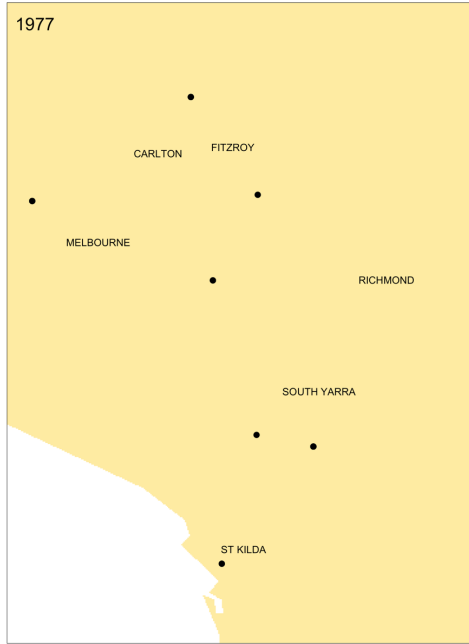 1977
FITZROY
CARLTON
MELBOURNE
RICHMOND
SOUTH YARRA
ST KILDA